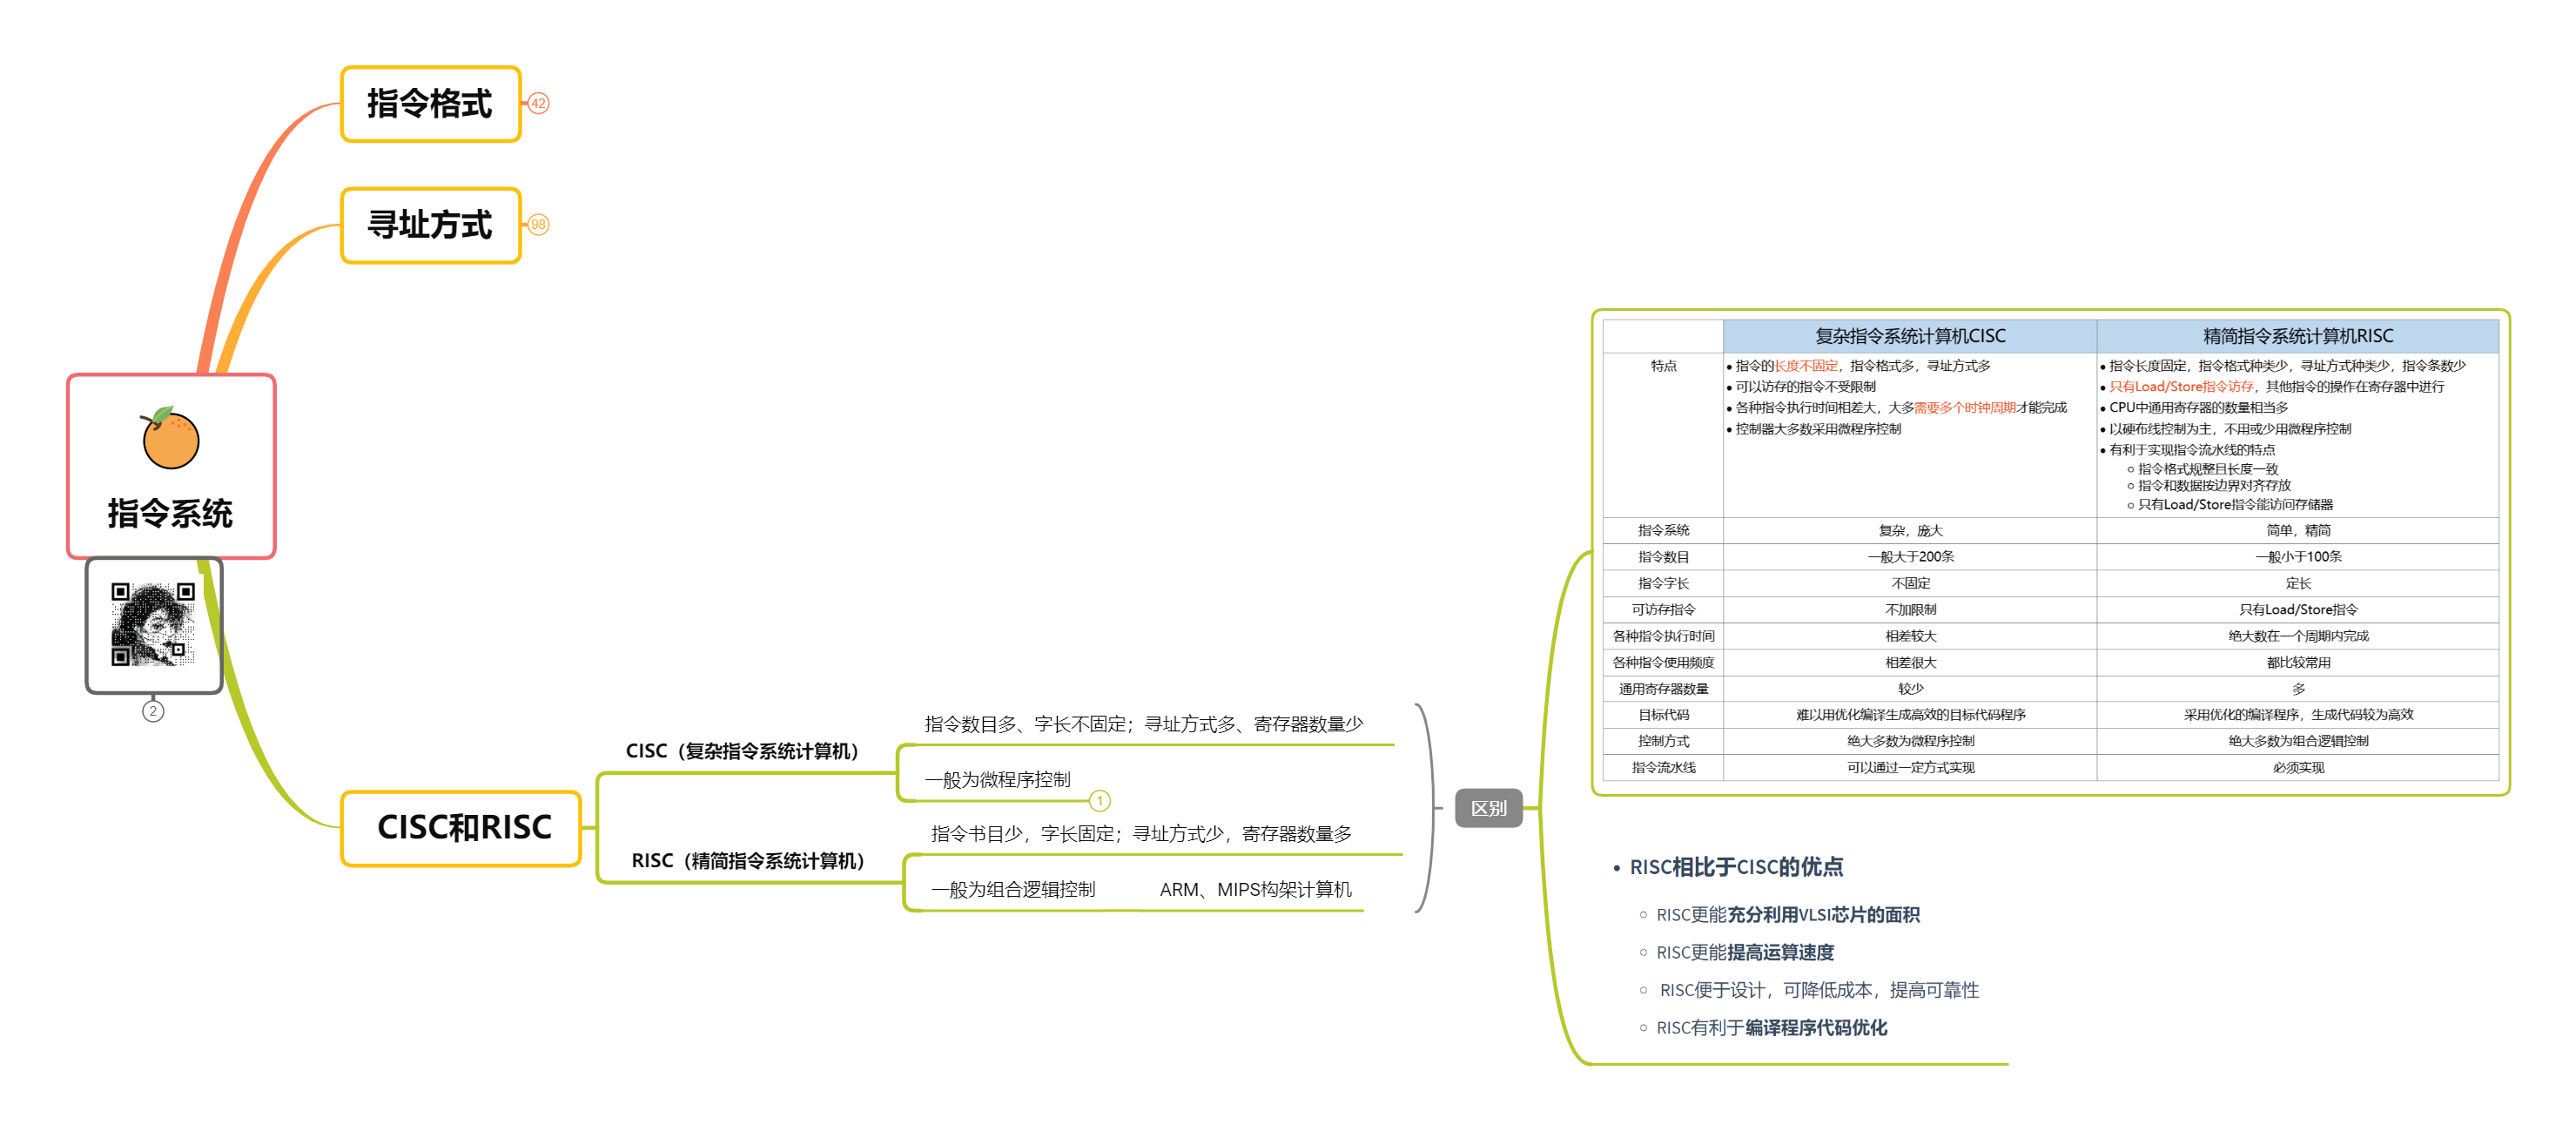 指令格式
42
寻址方式
98
指令系统
2
CISC和RISC
CISC（复杂指令系统计算机）
指令数目多、字长不固定；寻址方式多、寄存器数量少
一般为微程序控制
1
RISC（精简指令系统计算机）
指令书目少，字长固定；寻址方式少，寄存器数量多
一般为组合逻辑控制 ARM、MIPS构架计算机
区别
复杂指令系统计算机CISC 精简指令系统计算机RISC
特点
• 指令的长度不固定，指令格式多，寻址方式多
• 可以访存的指令不受限制
• 各种指令执行时间相差大，大多需要多个时钟周期才能完成
• 控制器大多数采用微程序控制
• 指令长度固定，指令格式种类少，寻址方式种类少，指令条数少
• 只有Load/Store指令访存，其他指令的操作在寄存器中进行
• CPU中通用寄存器的数量相当多
• 以硬布线控制为主，不用或少用微程序控制
• 有利于实现指令流水线的特点
○ 指令格式规整且长度一致
○ 指令和数据按边界对齐存放
○ 只有Load/Store指令能访问存储器
指令系统 复杂，庞大 简单，精简
指令数目 一般大于200条 一般小于100条
指令字长 不固定 定长
可访存指令 不加限制 只有Load/Store指令
各种指令执行时间 相差较大 绝大数在一个周期内完成
各种指令使用频度 相差很大 都比较常用
通用寄存器数量 较少 多
目标代码 难以用优化编译生成高效的目标代码程序 采用优化的编译程序，生成代码较为高效
控制方式 绝大多数为微程序控制 绝大多数为组合逻辑控制
指令流水线 可以通过一定方式实现 必须实现
• RISC相比于CISC的优点
○ RISC更能充分利用VLSI芯片的面积
○ RISC更能提高运算速度
○ RISC便于设计，可降低成本，提高可靠性
○ RISC有利于编译程序代码优化